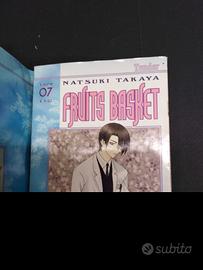 07
NATSUKI TAKAYA
FRUITS BASKET
subito